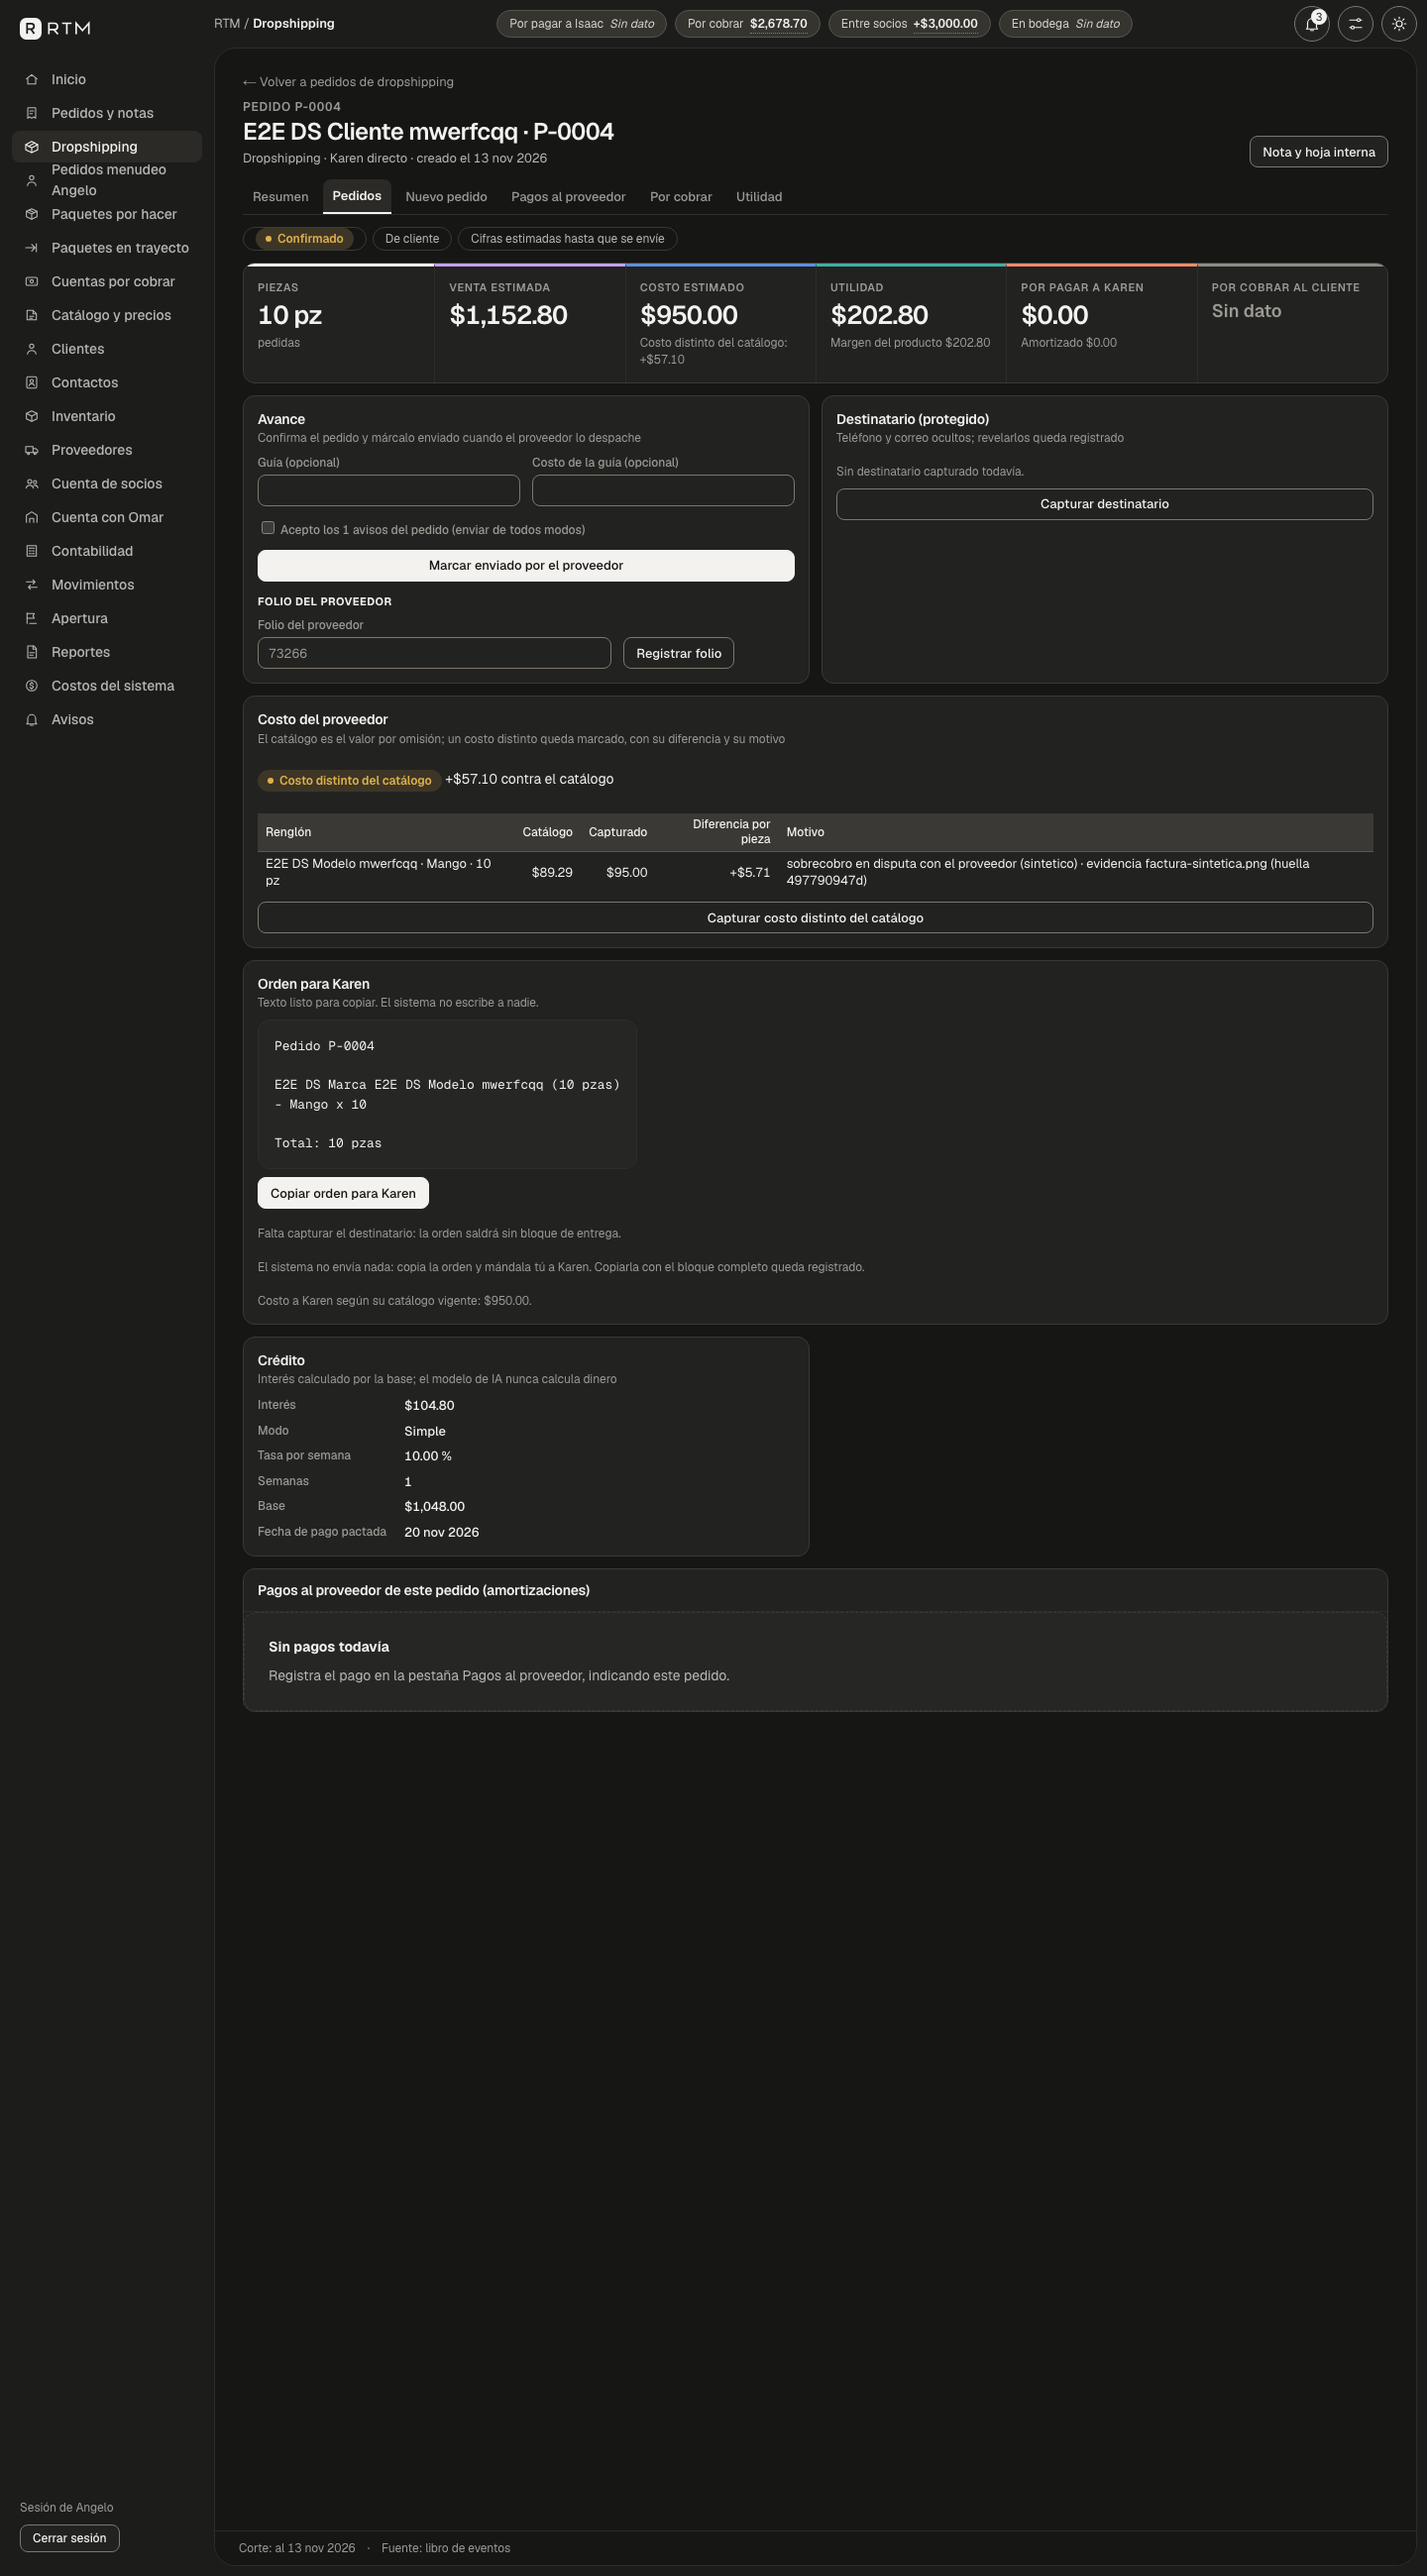 R RTM
RTM / Dropshipping
Por pagar a Isaac Sin dato
Por cobrar $2,678.70
Entre socios +$3,000.00
En bodega Sin dato
3
Inicio
Pedidos y notas
Dropshipping
Pedidos menudeo
Angelo
Paquetes por hacer
Paquetes en trayecto
Cuentas por cobrar
Catálogo y precios
Clientes
Contactos
Inventario
Proveedores
Cuenta de socios
Cuenta con Omar
Contabilidad
Movimientos
Apertura
Reportes
Costos del sistema
Avisos
Sesión de Angelo
Cerrar sesión
← Volver a pedidos de dropshipping
PEDIDO P-0004
E2E DS Cliente mwerfcqq · P-0004
Dropshipping · Karen directo · creado el 13 nov 2026
Nota y hoja interna
Resumen
Pedidos
Nuevo pedido
Pagos al proveedor
Por cobrar
Utilidad
Confirmado
De cliente
Cifras estimadas hasta que se envíe
PIEZAS
10 pz
pedidas
VENTA ESTIMADA
$1,152.80
COSTO ESTIMADO
$950.00
Costo distinto del catálogo:
+$57.10
UTILIDAD
$202.80
Margen del producto $202.80
POR PAGAR A KAREN
$0.00
Amortizado $0.00
POR COBRAR AL CLIENTE
Sin dato
Avance
Confirma el pedido y márcalo enviado cuando el proveedor lo despache
Guía (opcional)
Costo de la guía (opcional)
Acepto los 1 avisos del pedido (enviar de todos modos)
Marcar enviado por el proveedor
FOLIO DEL PROVEEDOR
Folio del proveedor
73266
Registrar folio
Destinatario (protegido)
Teléfono y correo ocultos; revelarlos queda registrado
Sin destinatario capturado todavía.
Capturar destinatario
Costo del proveedor
El catálogo es el valor por omisión; un costo distinto queda marcado, con su diferencia y su motivo
Costo distinto del catálogo +$57.10 contra el catálogo
Renglón
Catálogo
Capturado
Diferencia por
pieza
Motivo
E2E DS Modelo mwerfcqq · Mango · 10
pz
$89.29
$95.00
+$5.71
sobrecobro en disputa con el proveedor (sintetico) · evidencia factura-sintetica.png (huella
497790947d)
Capturar costo distinto del catálogo
Orden para Karen
Texto listo para copiar. El sistema no escribe a nadie.
Pedido P-0004
E2E DS Marca E2E DS Modelo mwerfcqq (10 pzas)
- Mango x 10
Total: 10 pzas
Copiar orden para Karen
Falta capturar el destinatario: la orden saldrá sin bloque de entrega.
El sistema no envía nada: copia la orden y mándala tú a Karen. Copiarla con el bloque completo queda registrado.
Costo a Karen según su catálogo vigente: $950.00.
Crédito
Interés calculado por la base; el modelo de IA nunca calcula dinero
Interés $104.80
Modo Simple
Tasa por semana 10.00 %
Semanas 1
Base $1,048.00
Fecha de pago pactada 20 nov 2026
Pagos al proveedor de este pedido (amortizaciones)
Sin pagos todavía
Registra el pago en la pestaña Pagos al proveedor, indicando este pedido.
Corte: al 13 nov 2026 · Fuente: libro de eventos